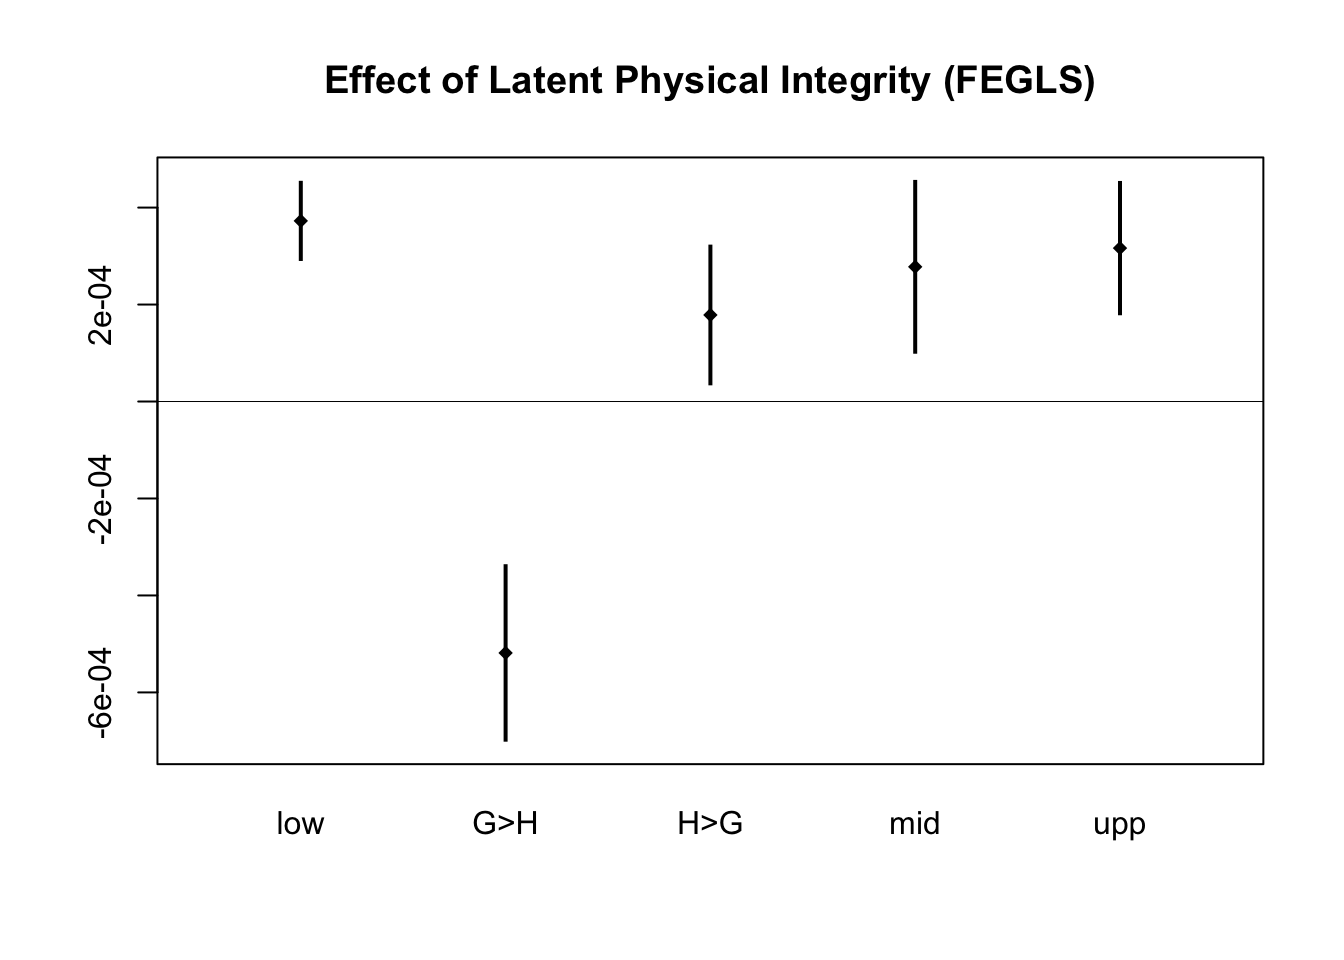 Effect of Latent Physical Integrity (FEGLS)
2e-04
-2e-04
-6e-04
low G>H H>G mid upp